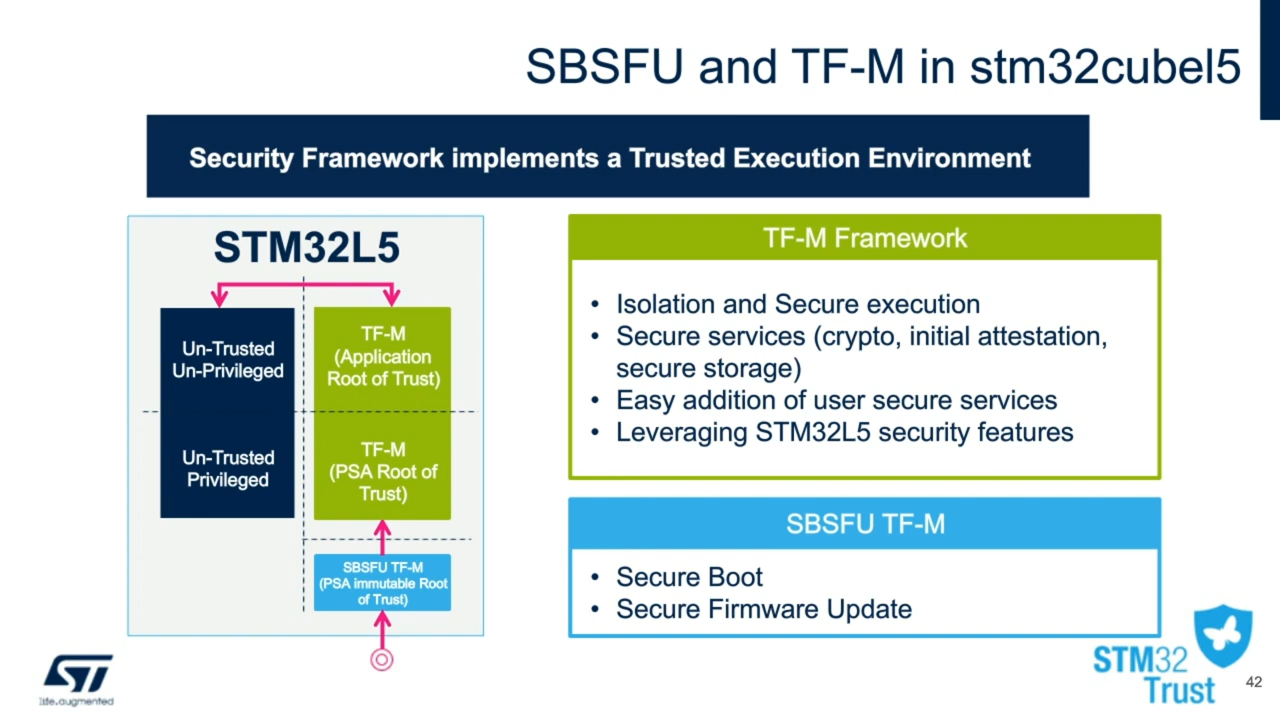 SBSFU and TF-M in stm32cubel5
Security Framework implements a Trusted Execution Environment
STM32L5
Un-Trusted
Un-Privileged
TF-M
(Application
Root of Trust)
Un-Trusted
Privileged
TF-M
(PSA Root of
Trust)
SBSFU TF-M
(PSA immutable Root
of Trust)
TF-M Framework
• Isolation and Secure execution
• Secure services (crypto, initial attestation,
secure storage)
• Easy addition of user secure services
• Leveraging STM32L5 security features
SBSFU TF-M
• Secure Boot
• Secure Firmware Update
ST
life.augmented
STM32
Trust
42